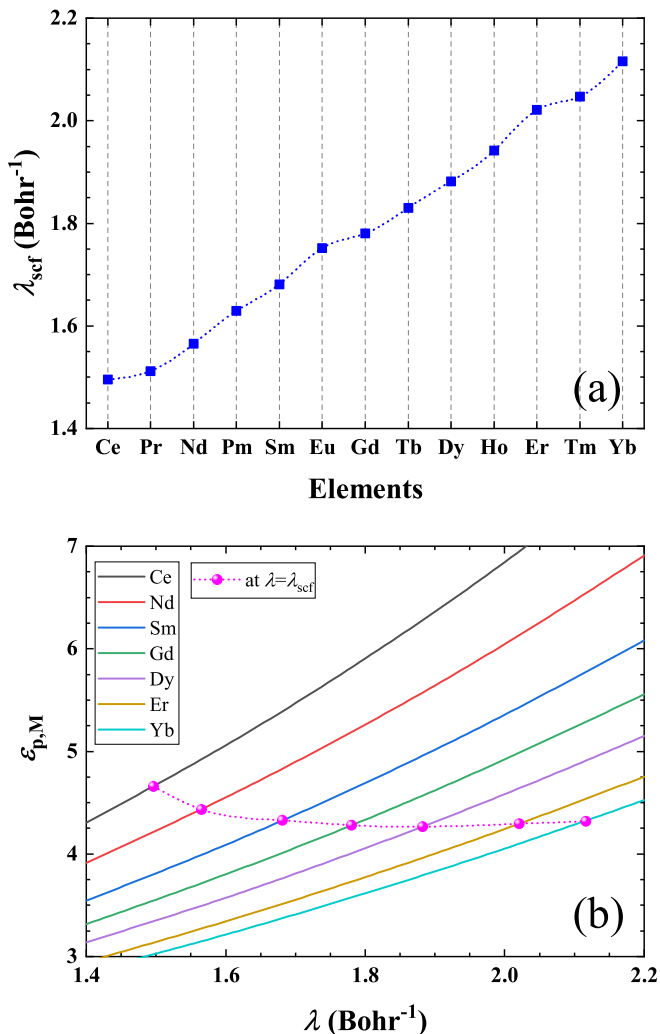 2.2
2.0
1.8
1.6
1.4
λscf (Bohr-1)
(a)
Ce Pr Nd Pm Sm Eu Gd Tb Dy Ho Er Tm Yb
Elements
7
6
5
4
3
εp,M
Ce
Nd
Sm
Gd
Dy
Er
Yb
at λ=λscf
(b)
1.4 1.6 1.8 2.0 2.2
λ (Bohr-1)